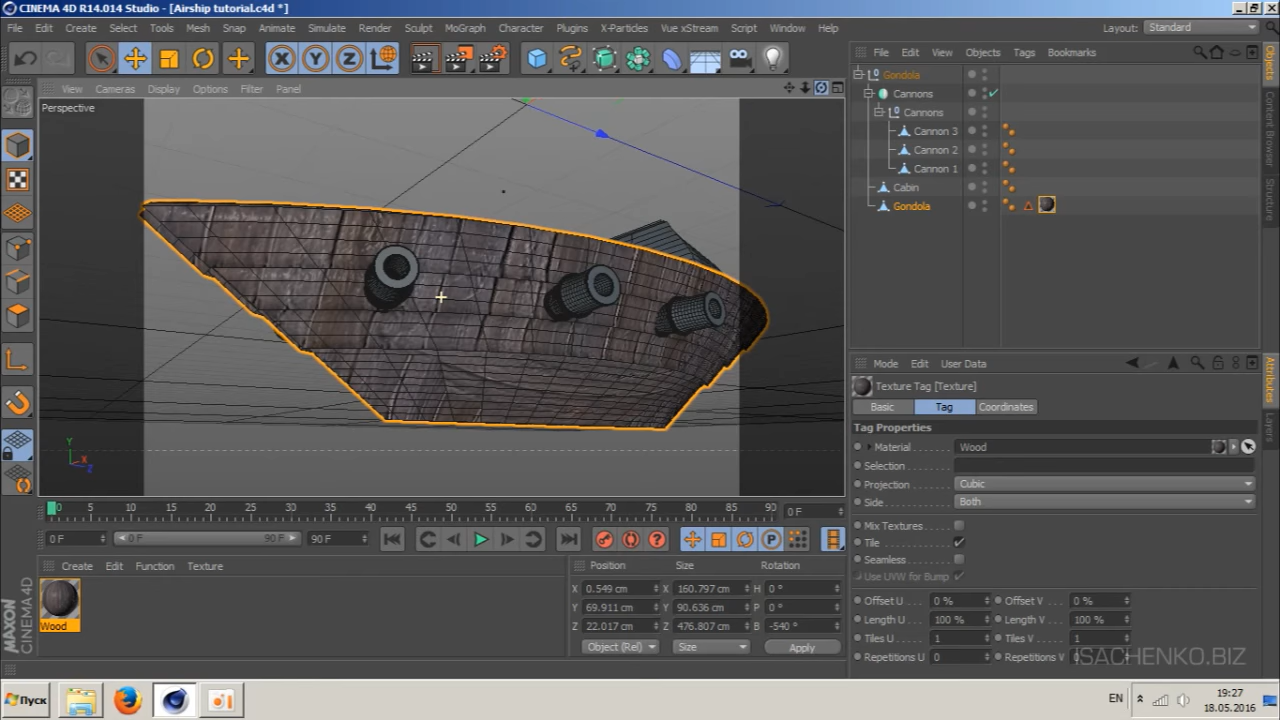 CINEMA 4D R14.014 Studio - [Airship tutorial.c4d *]
File Edit Create Select Tools Mesh Snap Animate Simulate Render Sculpt MoGraph Character Plugins X-Particles Vue xStream Script Window Help Layout: Standard
File Edit View Objects Tags Bookmarks
View Cameras Display Options Filter Panel
Perspective
Gondola
Cannons
Cannons
Cannon 3
Cannon 2
Cannon 1
Cabin
Gondola
Objects
Content Browser
Structure
Mode Edit User Data
Texture Tag [Texture]
Basic Tag Coordinates
Tag Properties
Material Wood
Selection
Projection Cubic
Side Both
Mix Textures
Tile
Seamless
Use UVW for Bump
Offset U 0 % Offset V 0 %
Length U 100 % Length V 100 %
Tiles U 1 Tiles V 1
Repetitions U 0 Repetitions V 0
Attributes
Layers
Y
X
Z
0 5 10 15 20 25 30 35 40 45 50 55 60 65 70 75 80 85 90 0 F
0 F 0 F 90 F 90 F
Create Edit Function Texture
Wood
Position Size Rotation
X 0.549 cm X 160.797 cm H 0 °
Y 69.911 cm Y 90.636 cm P 0 °
Z 22.017 cm Z 476.807 cm B -540 °
Object (Rel) Size Apply
MAXON
CINEMA 4D
ISACHENKO.BIZ
Пуск
EN
19:27
18.05.2016